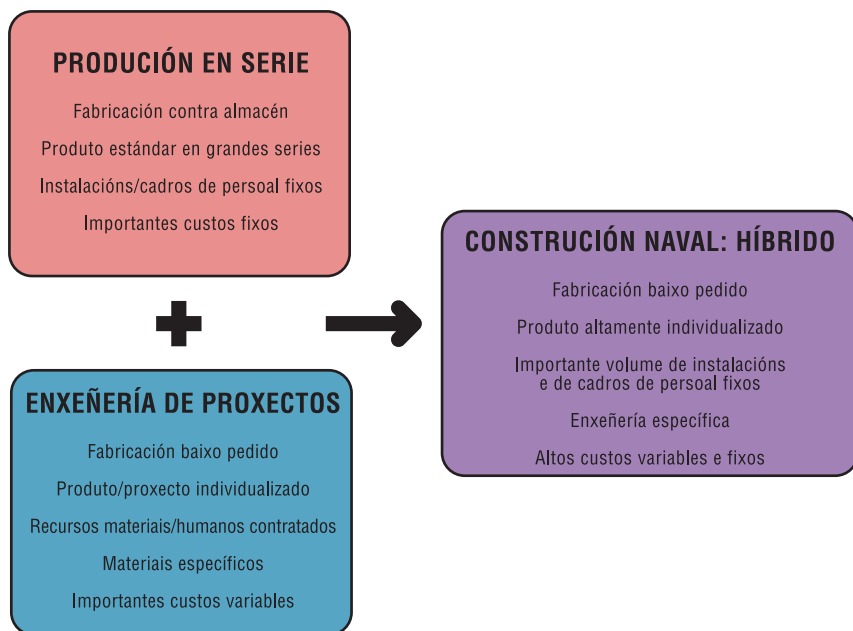 PRODUCIÓN EN SERIE
Fabricación contra almacén
Produto estándar en grandes series
Instalacións/cadros de persoal fixos
Importantes custos fixos
ENXEÑERÍA DE PROXECTOS
Fabricación baixo pedido
Produto/proxecto individualizado
Recursos materiais/humanos contratados
Materiais específicos
Importantes custos variables
CONSTRUCIÓN NAVAL: HÍBRIDO
Fabricación baixo pedido
Produto altamente individualizado
Importante volume de instalacións
e de cadros de persoal fixos
Enxeñería específica
Altos custos variables e fixos